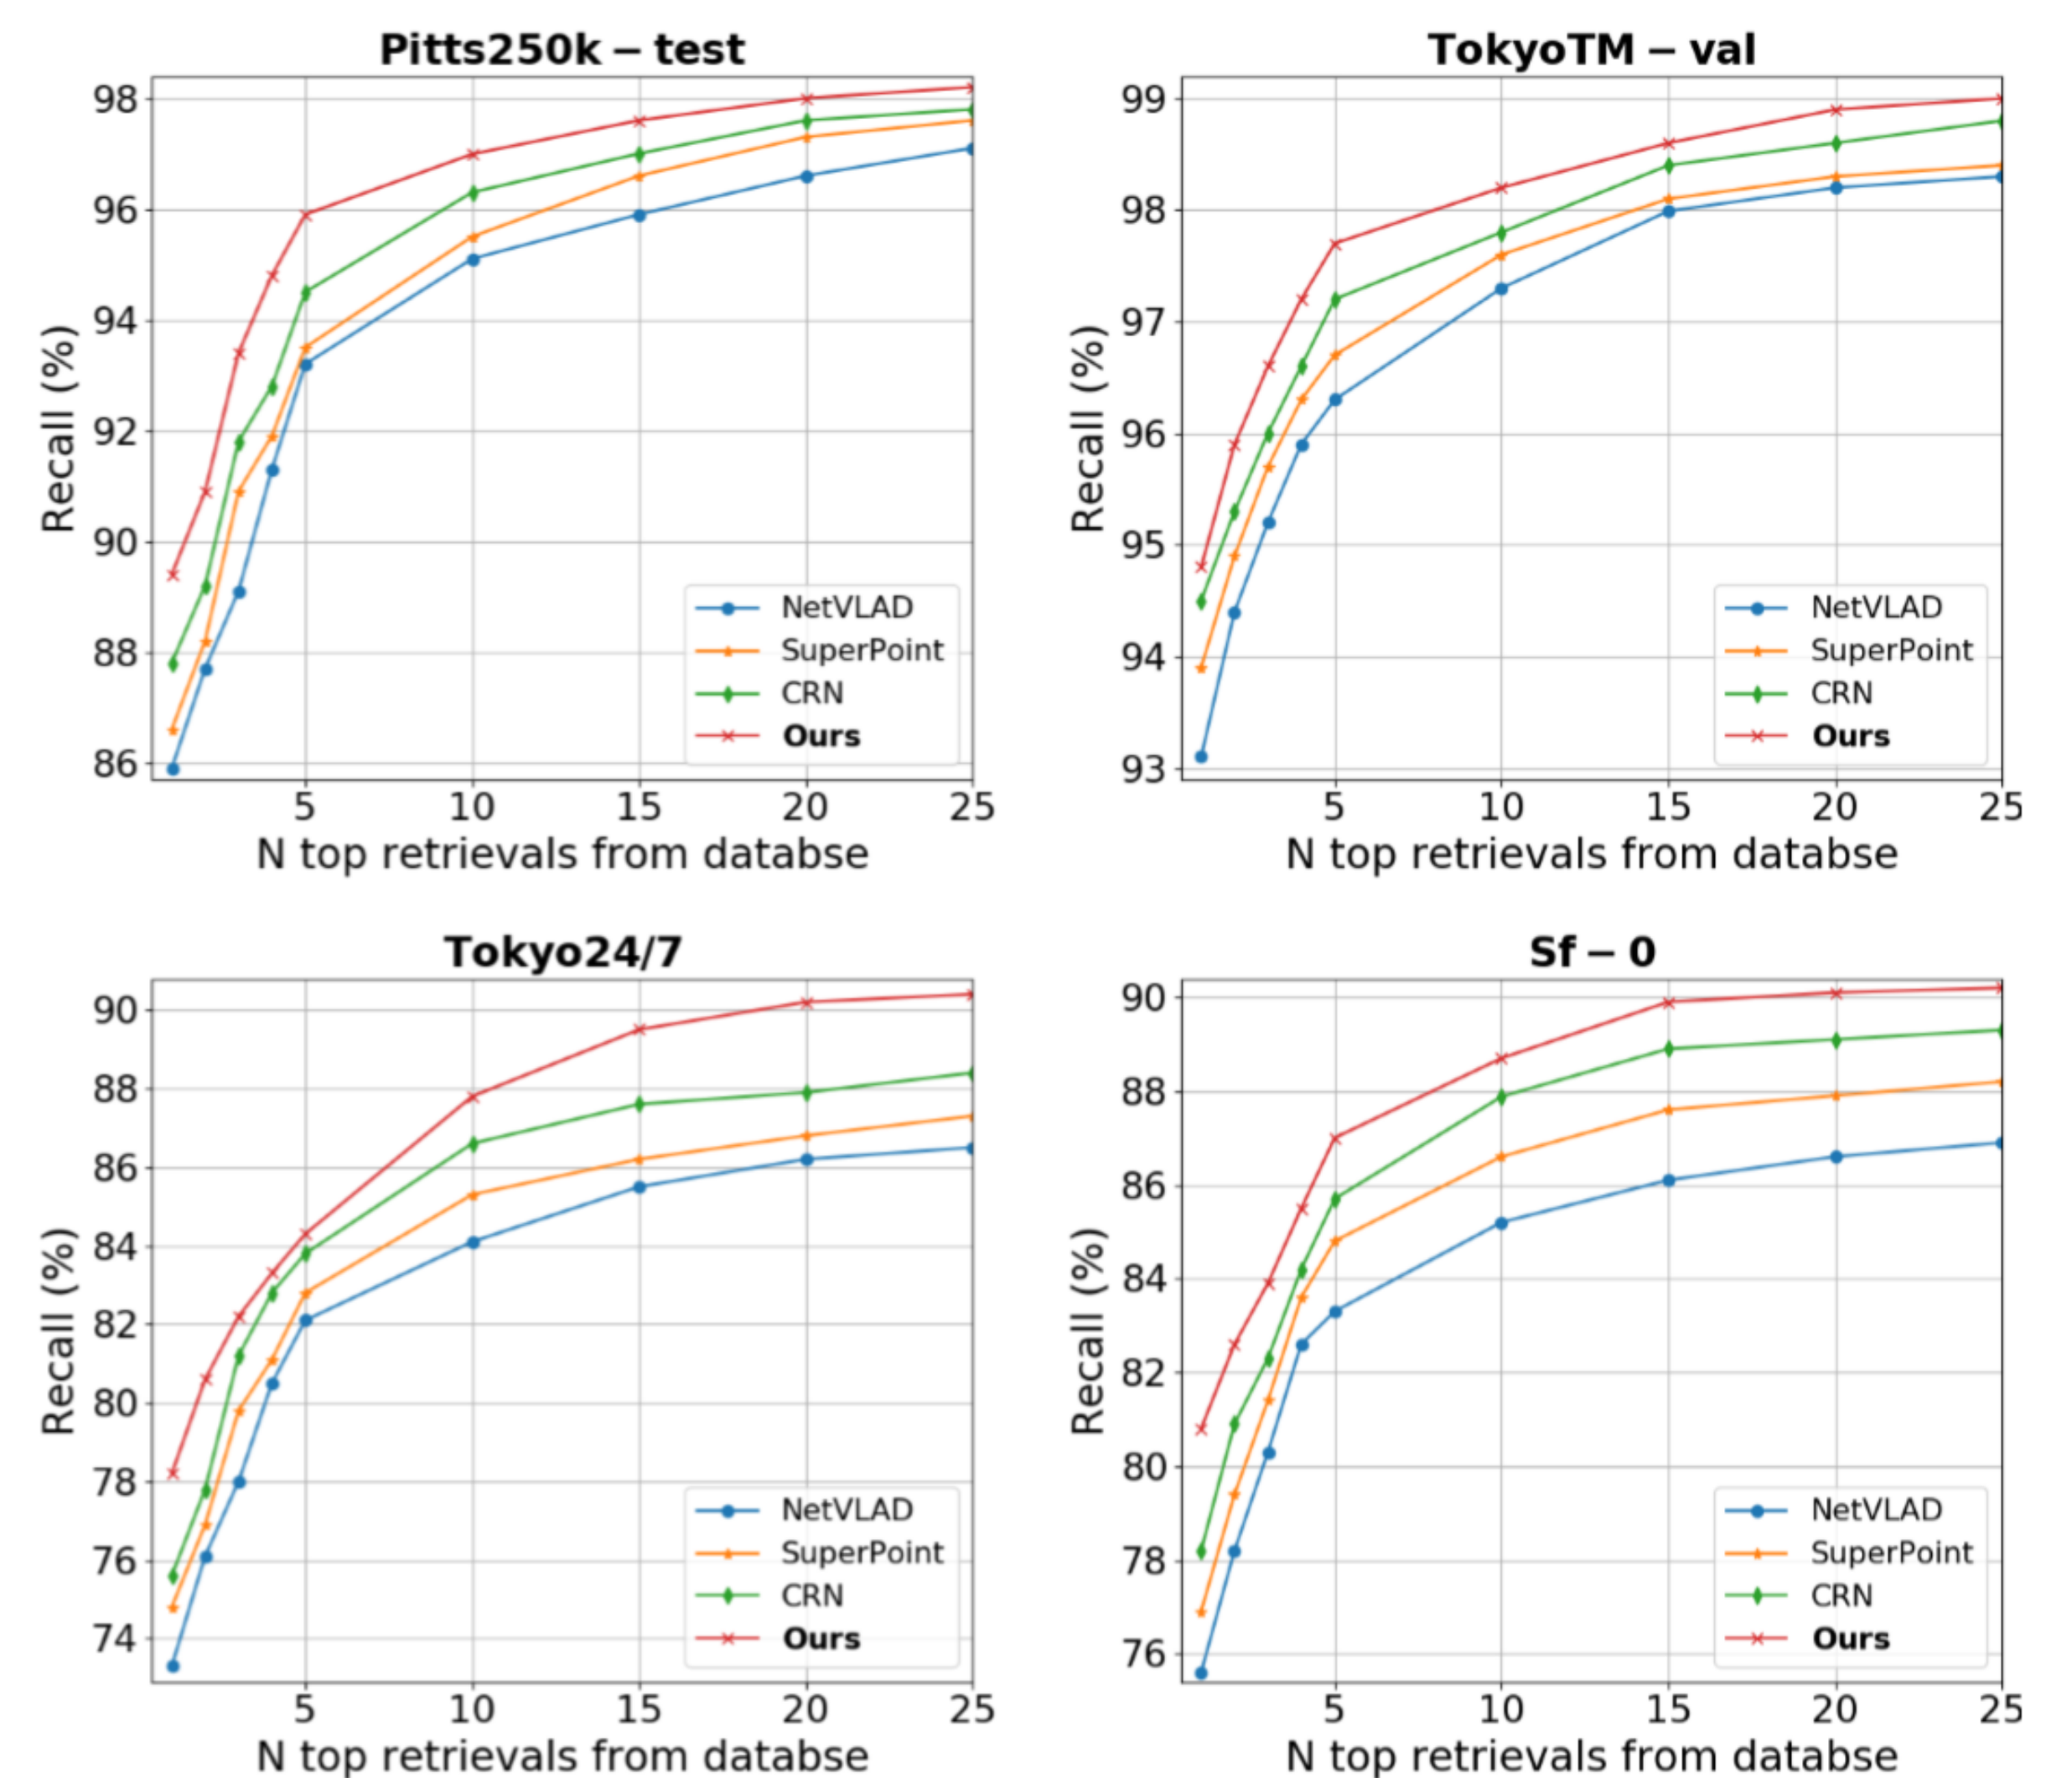 Pitts250k – test
98
96
94
92
90
88
86
Recall (%)
NetVLAD
SuperPoint
CRN
Ours
5 10 15 20 25
N top retrievals from databse
TokyoTM – val
99
98
97
96
95
94
93
Recall (%)
NetVLAD
SuperPoint
CRN
Ours
5 10 15 20 25
N top retrievals from databse
Tokyo24/7
90
88
86
84
82
80
78
76
74
Recall (%)
NetVLAD
SuperPoint
CRN
Ours
5 10 15 20 25
N top retrievals from databse
Sf – 0
90
88
86
84
82
80
78
76
Recall (%)
NetVLAD
SuperPoint
CRN
Ours
5 10 15 20 25
N top retrievals from databse